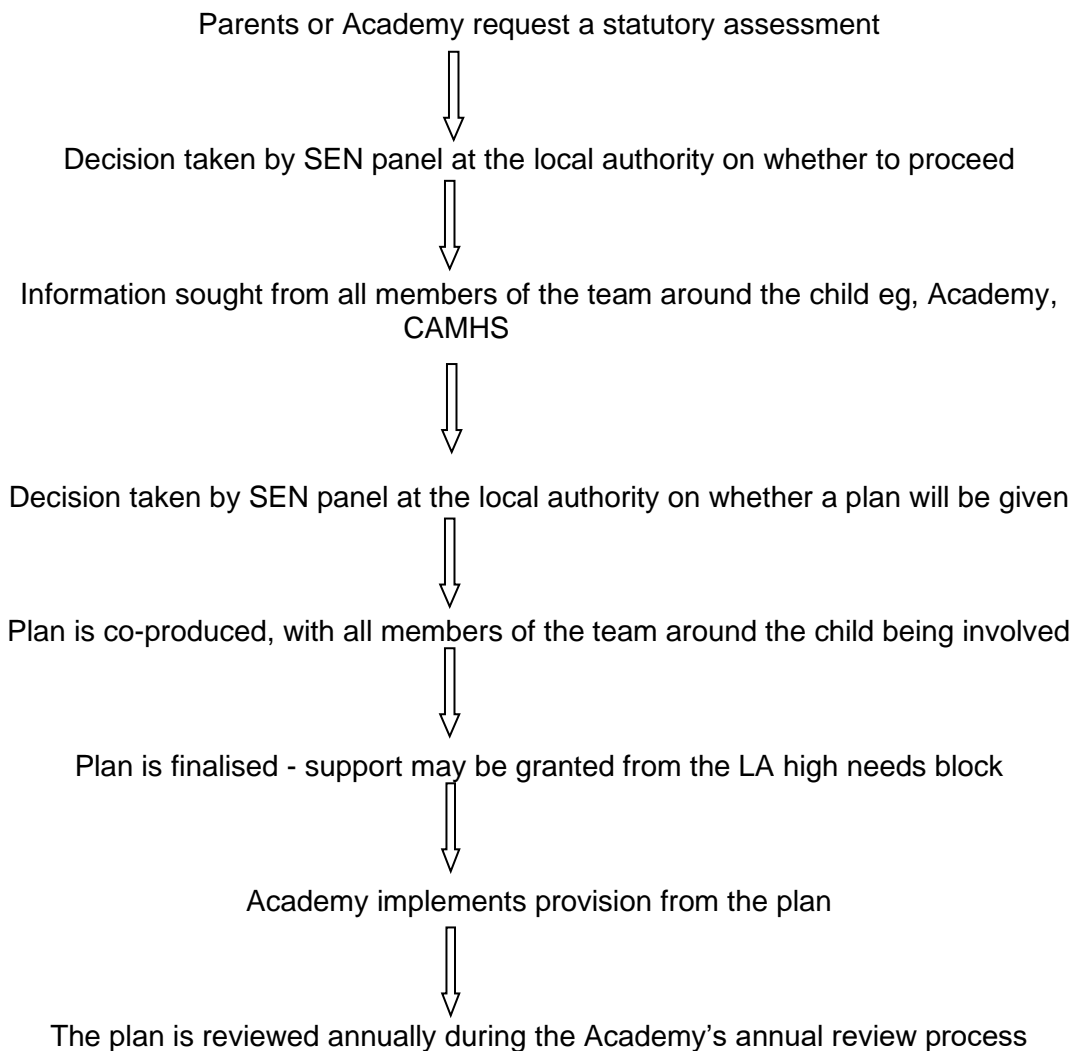 Parents or Academy request a statutory assessment
Decision taken by SEN panel at the local authority on whether to proceed
Information sought from all members of the team around the child eg, Academy,
CAMHS
Decision taken by SEN panel at the local authority on whether a plan will be given
Plan is co-produced, with all members of the team around the child being involved
Plan is finalised - support may be granted from the LA high needs block
Academy implements provision from the plan
The plan is reviewed annually during the Academy’s annual review process